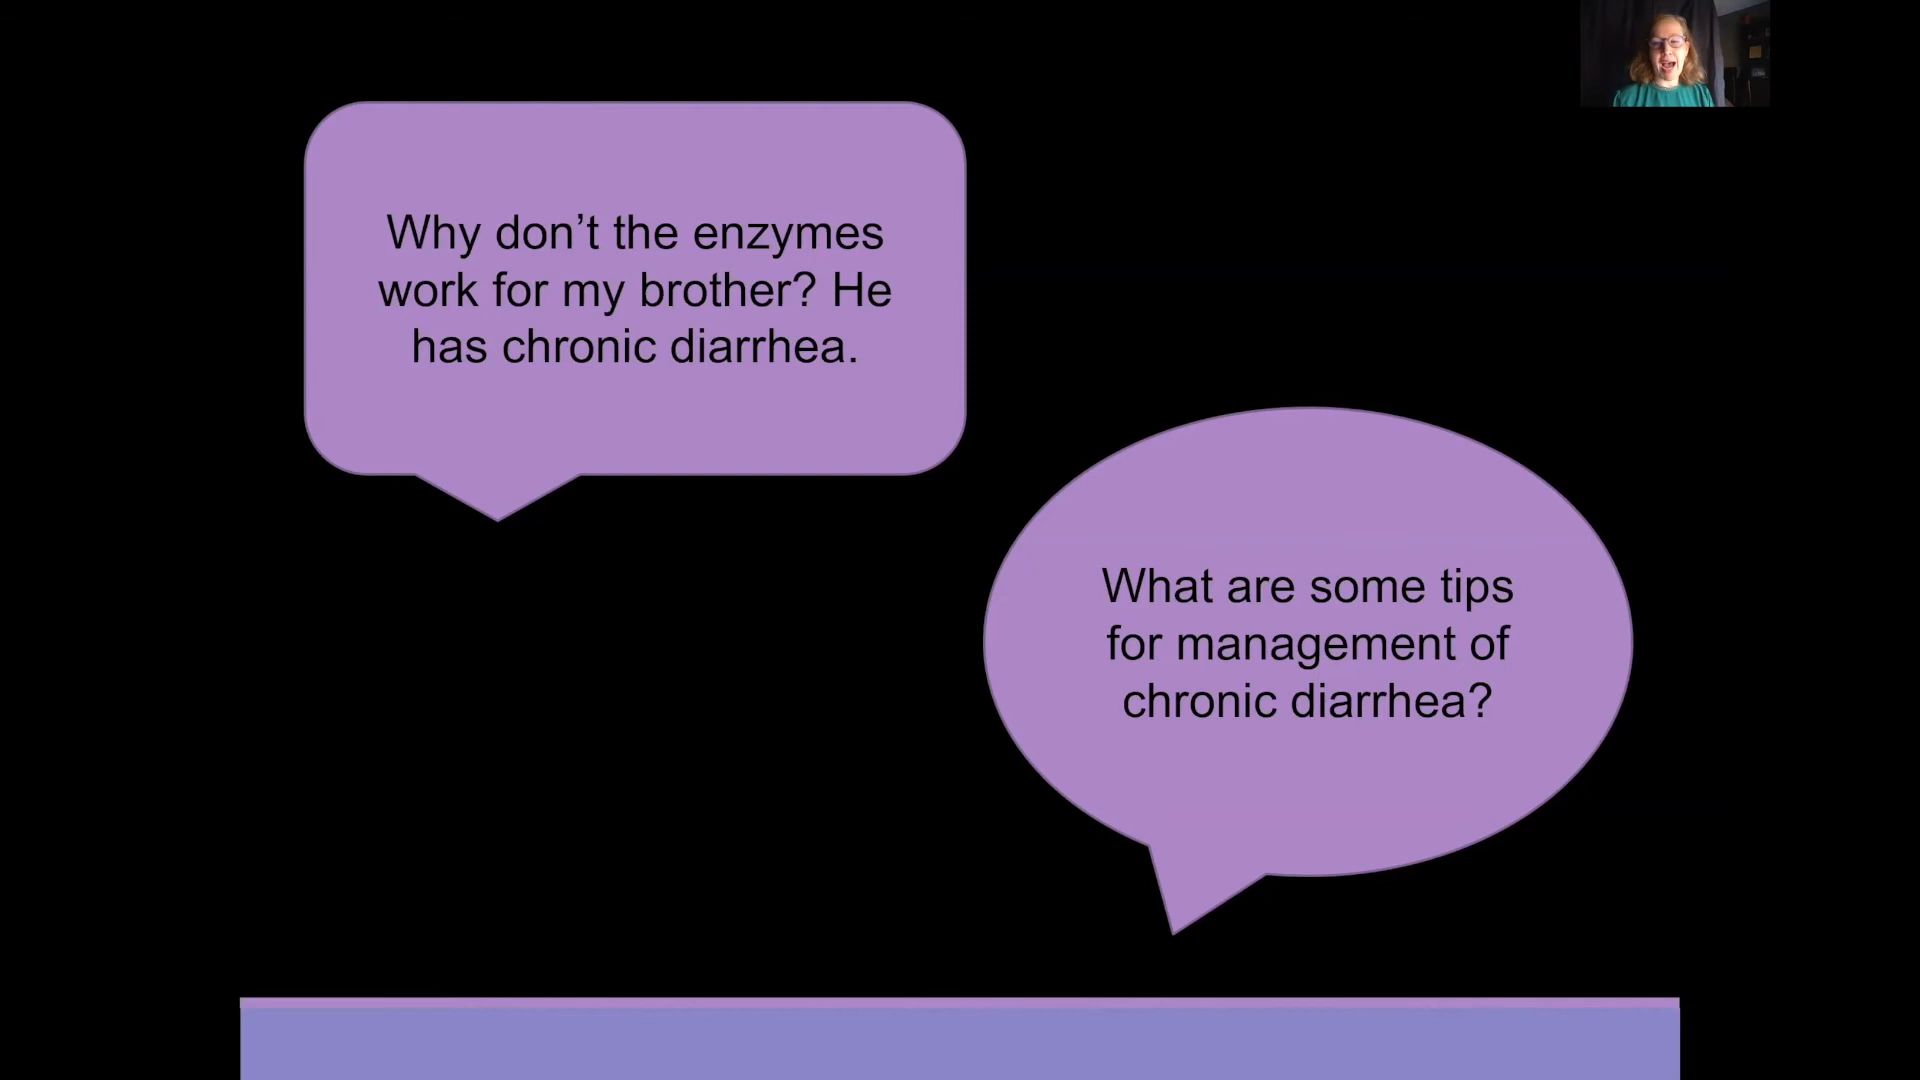 Why don’t the enzymes
work for my brother? He
has chronic diarrhea.
What are some tips
for management of
chronic diarrhea?